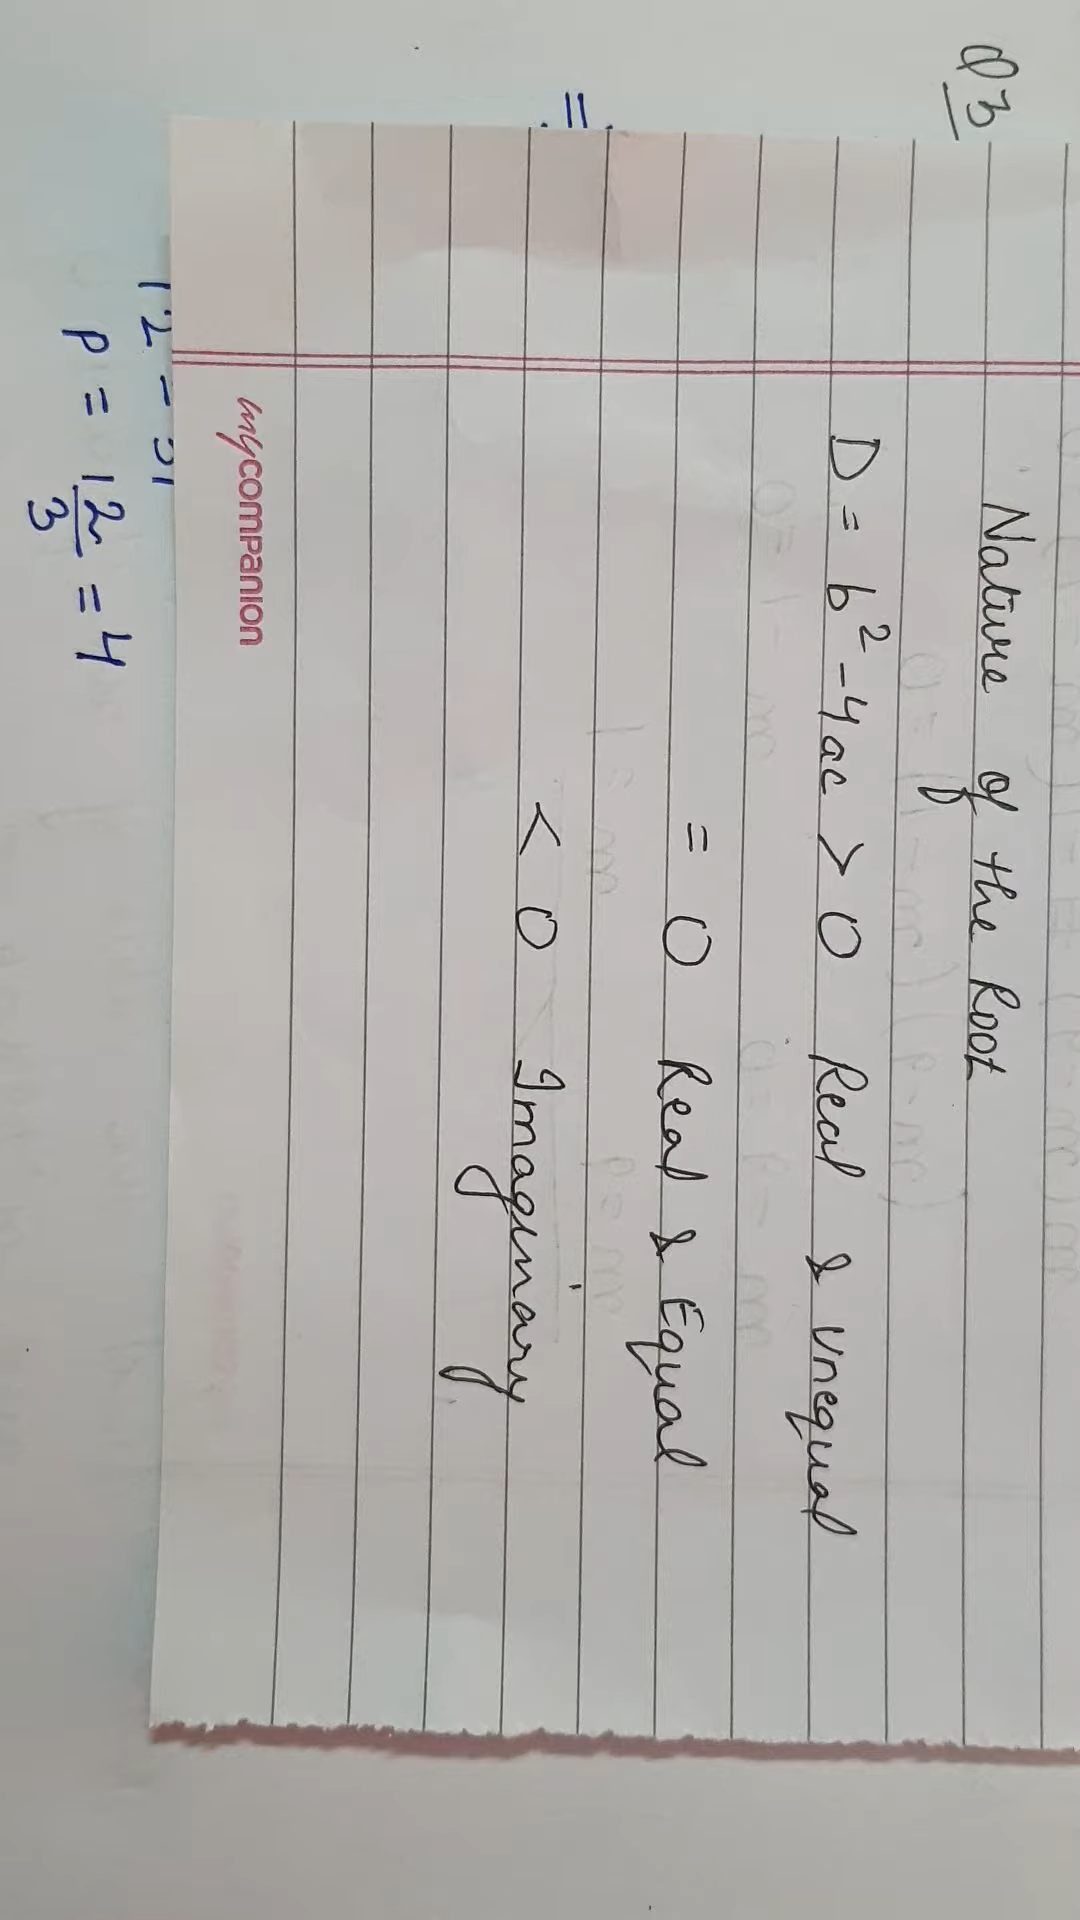 Q3
Nature of the Root
D = b² - 4ac > 0 Real & Unequal
= 0 Real & Equal
< 0 Imaginary
mycompanion
12 -
P = 12/3 = 4